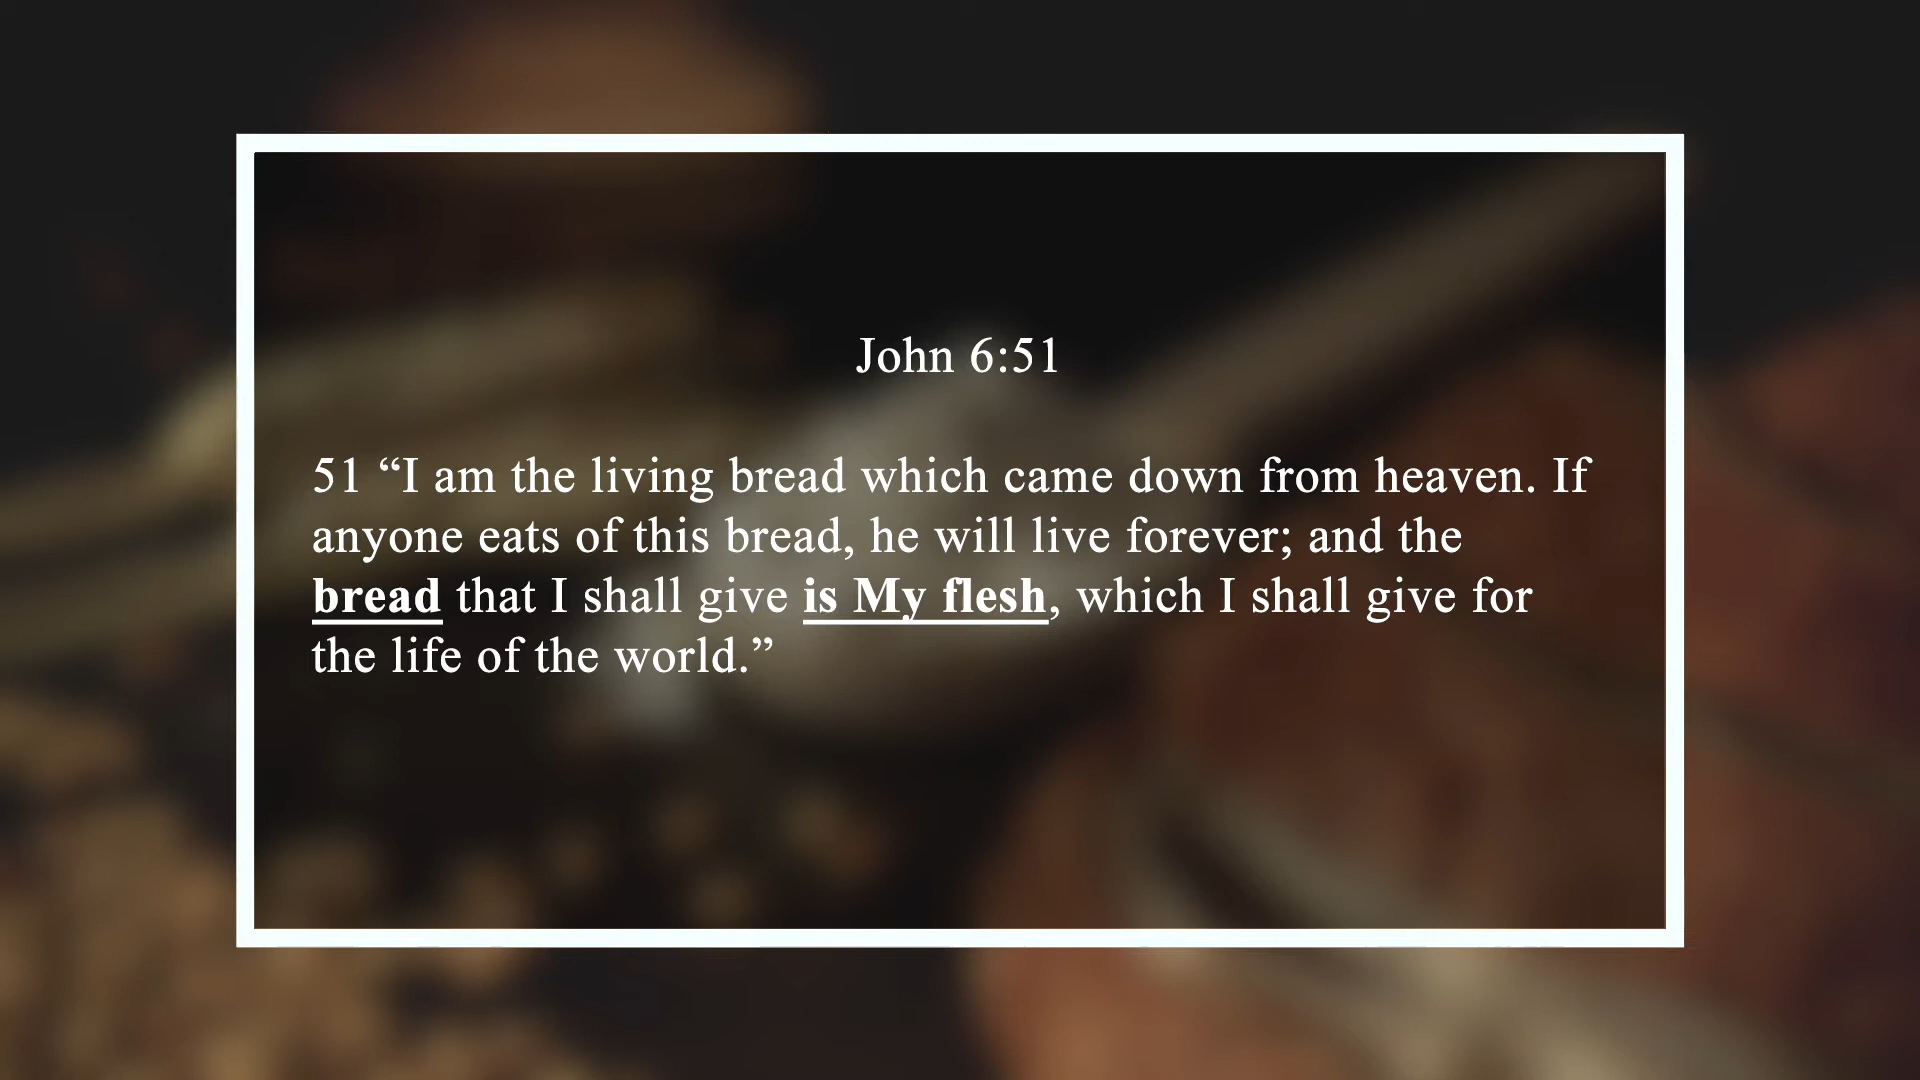 John 6:51
51 “I am the living bread which came down from heaven. If
anyone eats of this bread, he will live forever; and the
bread that I shall give is My flesh, which I shall give for
the life of the world.”